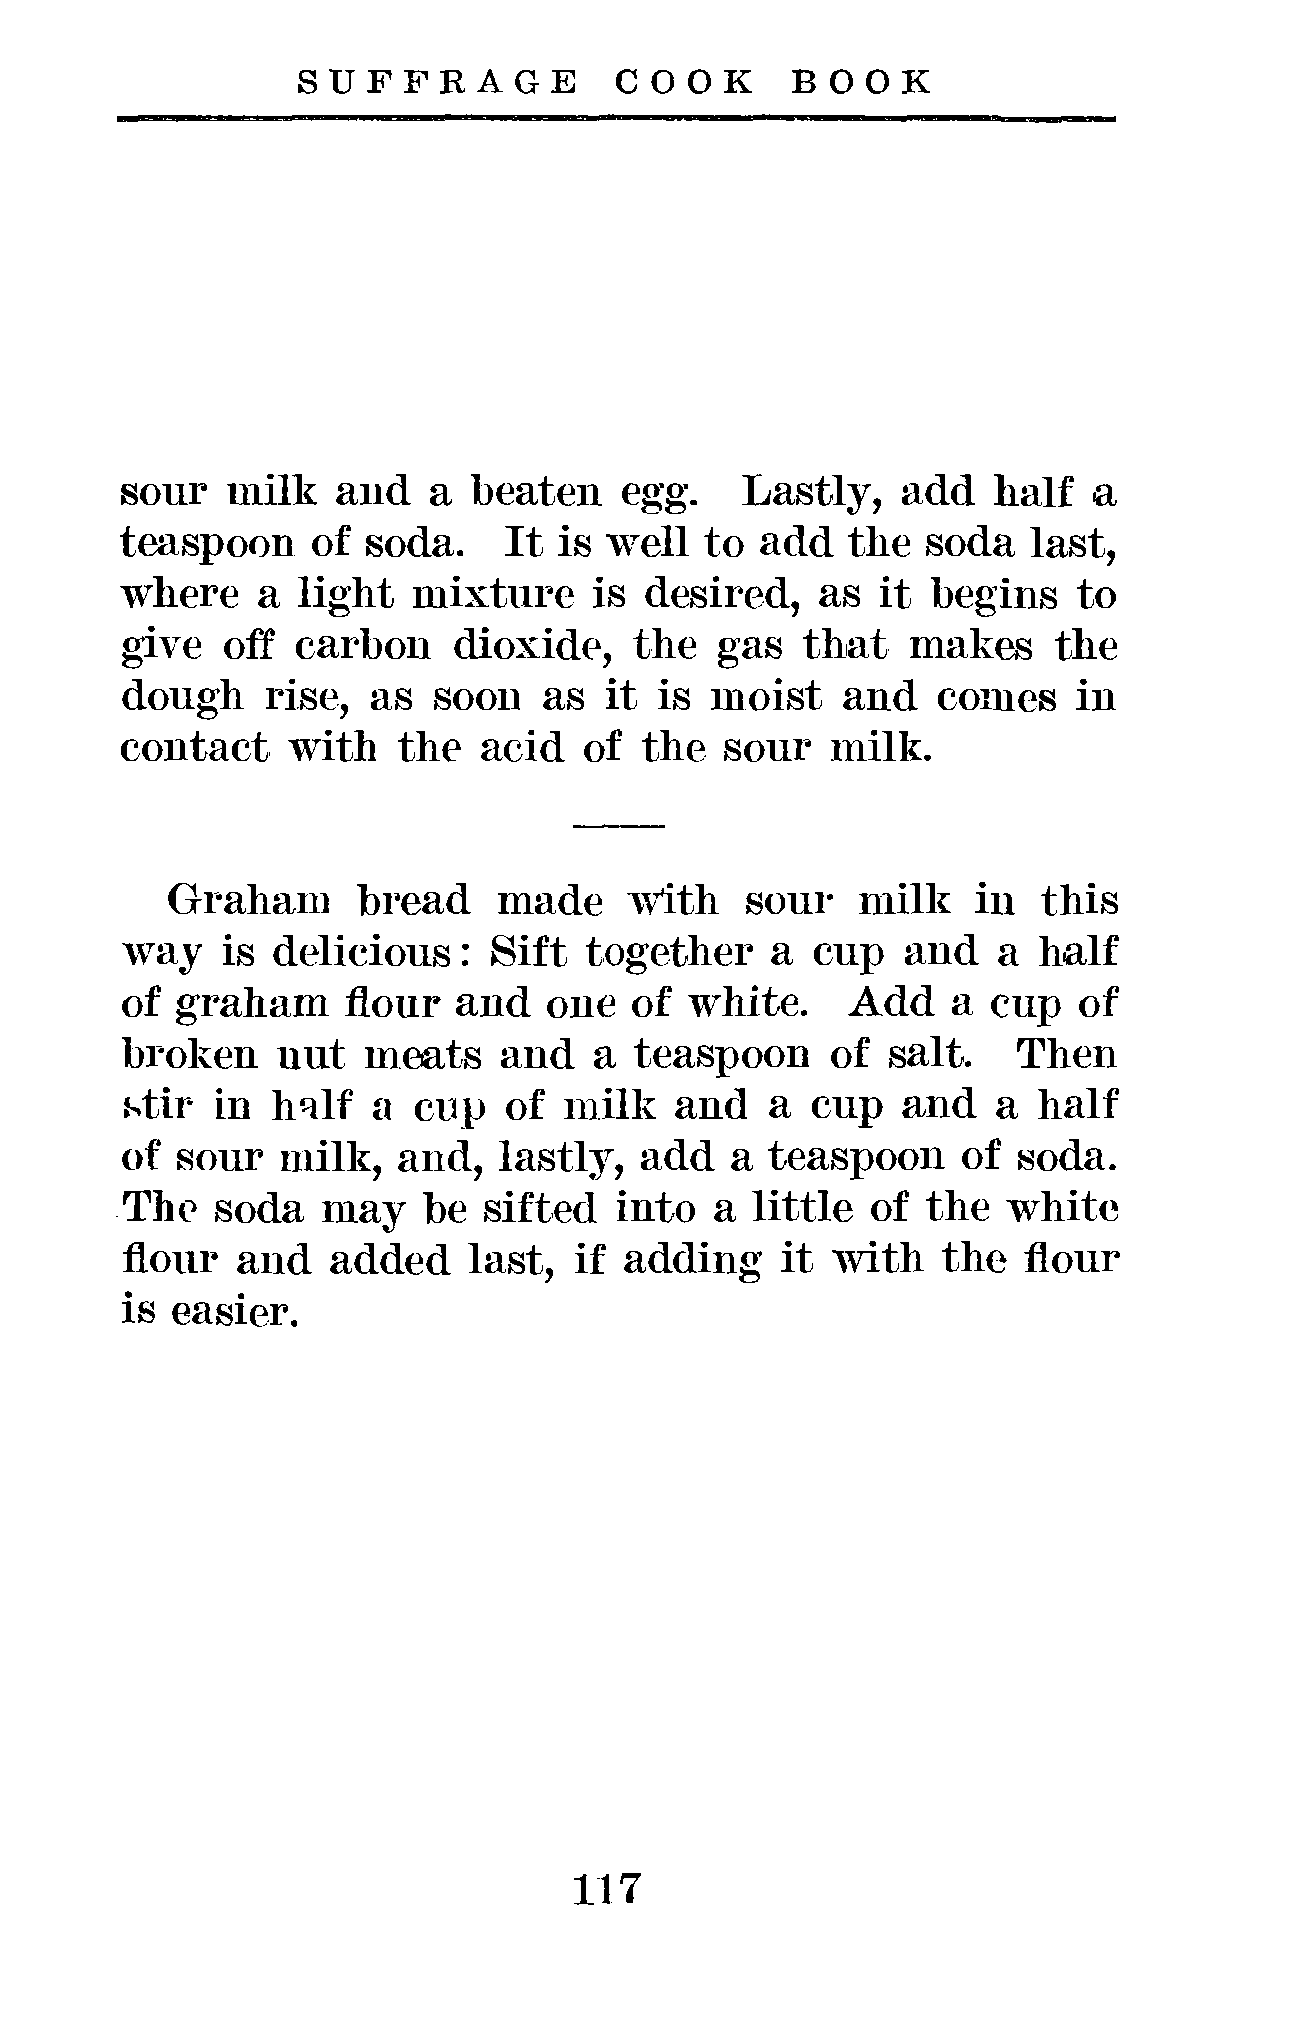 SUFFRAGE COOK BOOK
sour milk and a beaten egg. Lastly, add half a
teaspoon of soda. It is well to add the soda last,
where a light mixture is desired, as it begins to
give off carbon dioxide, the gas that makes the
dough rise, as soon as it is moist and comes in
contact with the acid of the sour milk.
Graham bread made with sour milk in this
way is delicious: Sift together a cup and a half
of graham flour and one of white. Add a cup of
broken nut meats and a teaspoon of salt. Then
stir in half a cup of milk and a cup and a half
of sour milk, and, lastly, add a teaspoon of soda.
The soda may be sifted into a little of the white
flour and added last, if adding it with the flour
is easier.
117